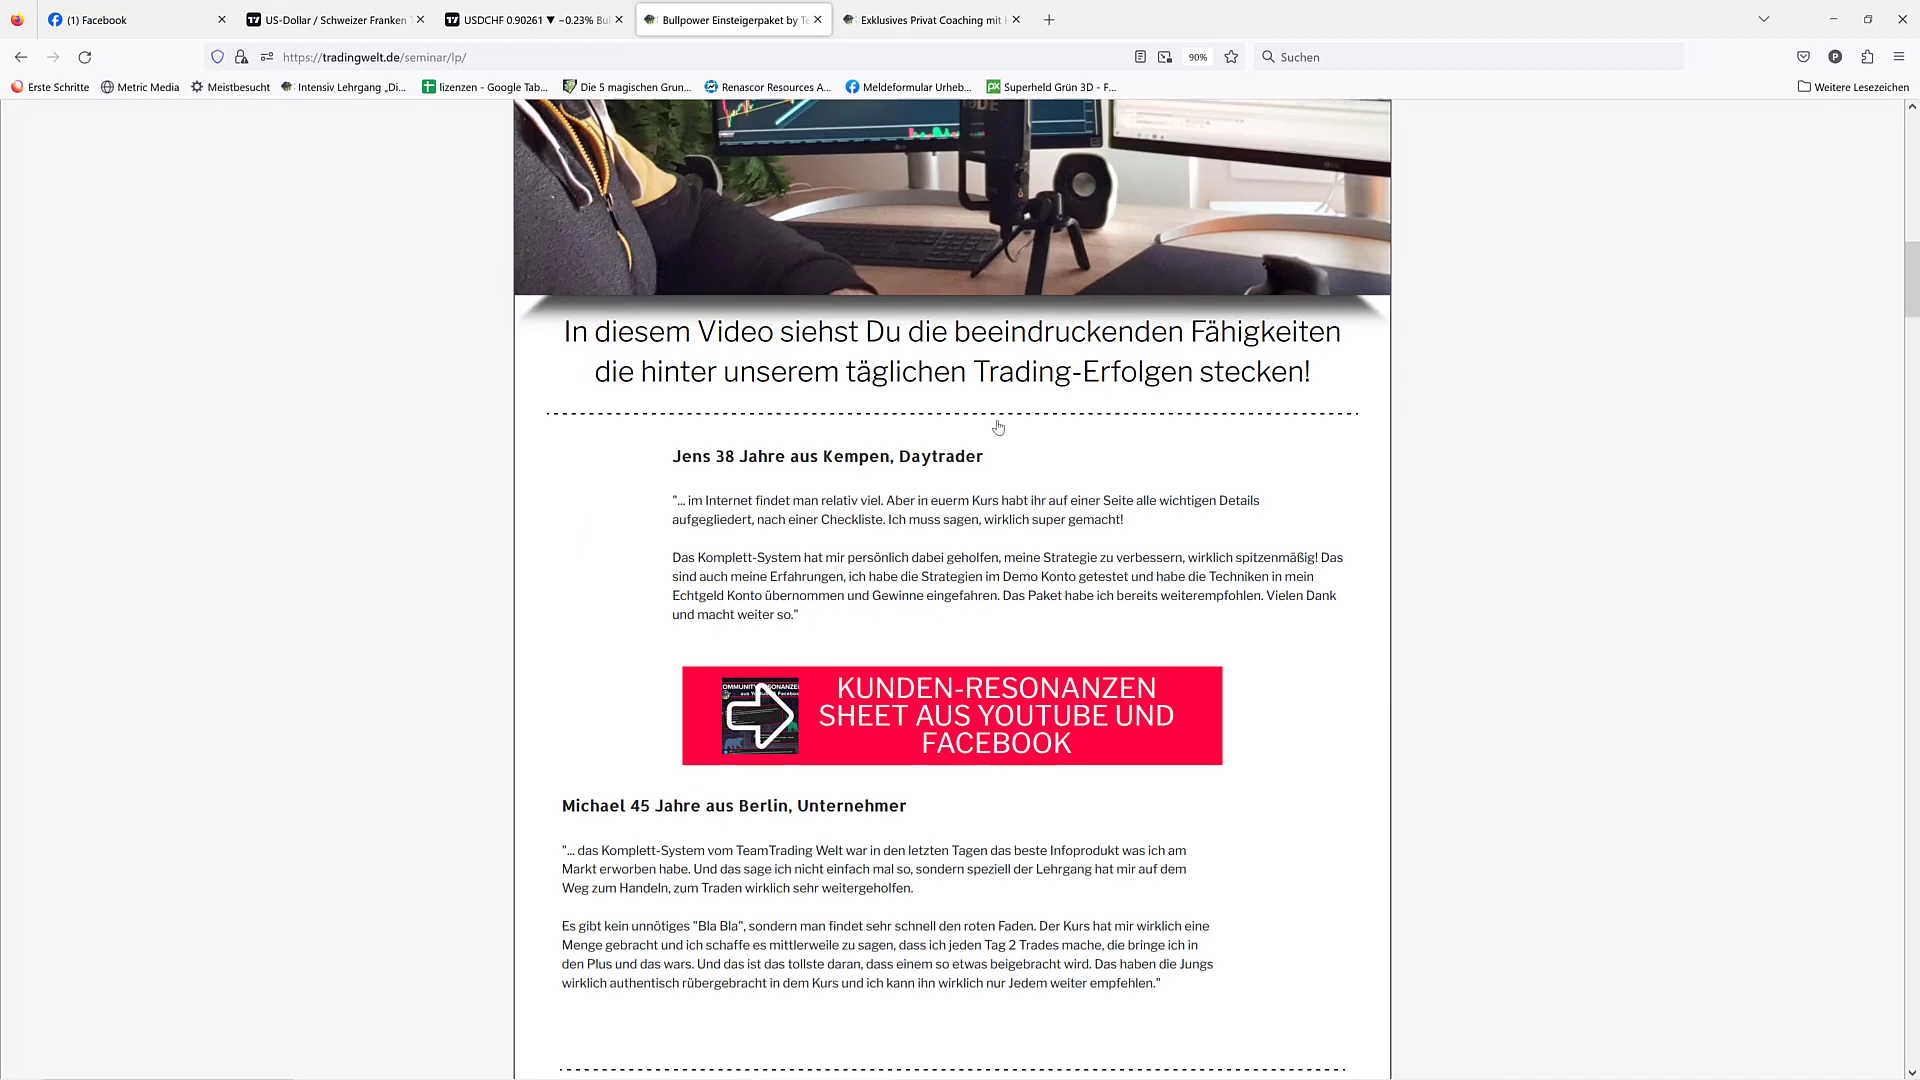 (1) Facebook
US-Dollar / Schweizer Franken
USDCHF 0.90261 ▼ −0.23%
Bullpower Einsteigerpaket by
Exklusives Privat Coaching mit
https://tradingwelt.de/seminar/lp/
90%
Suchen
Erste Schritte
Metric Media
Meistbesucht
Intensiv Lehrgang „Di...
lizenzen - Google Tab...
Die 5 magischen Grun...
Renascor Resources A...
Meldeformular Urheb...
Superheld Grün 3D - F...
Weitere Lesezeichen
In diesem Video siehst Du die beeindruckenden Fähigkeiten
die hinter unserem täglichen Trading-Erfolgen stecken!
Jens 38 Jahre aus Kempen, Daytrader
"... im Internet findet man relativ viel. Aber in euerm Kurs habt ihr auf einer Seite alle wichtigen Details
aufgegliedert, nach einer Checkliste. Ich muss sagen, wirklich super gemacht!
Das Komplett-System hat mir persönlich dabei geholfen, meine Strategie zu verbessern, wirklich spitzenmäßig! Das
sind auch meine Erfahrungen, ich habe die Strategien im Demo Konto getestet und habe die Techniken in mein
Echtgeld Konto übernommen und Gewinne eingefahren. Das Paket habe ich bereits weiterempfohlen. Vielen Dank
und macht weiter so."
KUNDEN-RESONANZEN
SHEET AUS YOUTUBE UND
FACEBOOK
Michael 45 Jahre aus Berlin, Unternehmer
"... das Komplett-System vom TeamTrading Welt war in den letzten Tagen das beste Infoprodukt was ich am
Markt erworben habe. Und das sage ich nicht einfach mal so, sondern speziell der Lehrgang hat mir auf dem
Weg zum Handeln, zum Traden wirklich sehr weitergeholfen.
Es gibt kein unnötiges "Bla Bla", sondern man findet sehr schnell den roten Faden. Der Kurs hat mir wirklich eine
Menge gebracht und ich schaffe es mittlerweile zu sagen, dass ich jeden Tag 2 Trades mache, die bringe ich in
den Plus und das wars. Und das ist das tollste daran, dass einem so etwas beigebracht wird. Das haben die Jungs
wirklich authentisch rübergebracht in dem Kurs und ich kann ihn wirklich nur Jedem weiter empfehlen."